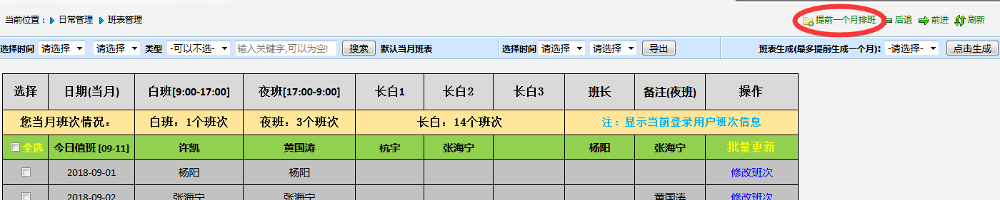 当前位置： 日常管理 班表管理 提前一个月排班 后退 前进 刷新
选择时间 请选择 请选择 类型 -可以不选- 输入关键字,可以为空! 搜索 默认当月班表 选择时间 请选择 请选择 导出 班表生成(最多提前生成一个月): -请选择- 点击生成
选择 日期(当月) 白班[9:00-17:00] 夜班[17:00-9:00] 长白1 长白2 长白3 班长 备注(夜班) 操作
您当月班次情况： 白班：1个班次 夜班：3个班次 长白：14个班次 注：显示当前登录用户班次信息
全选 今日值班 [09-11] 许凯 黄国涛 杭宇 张海宁 杨阳 张海宁 批量更新
2018-09-01 杨阳 杨阳 修改班次
2018-09-02 张海宁 张海宁 黄国涛 修改班次